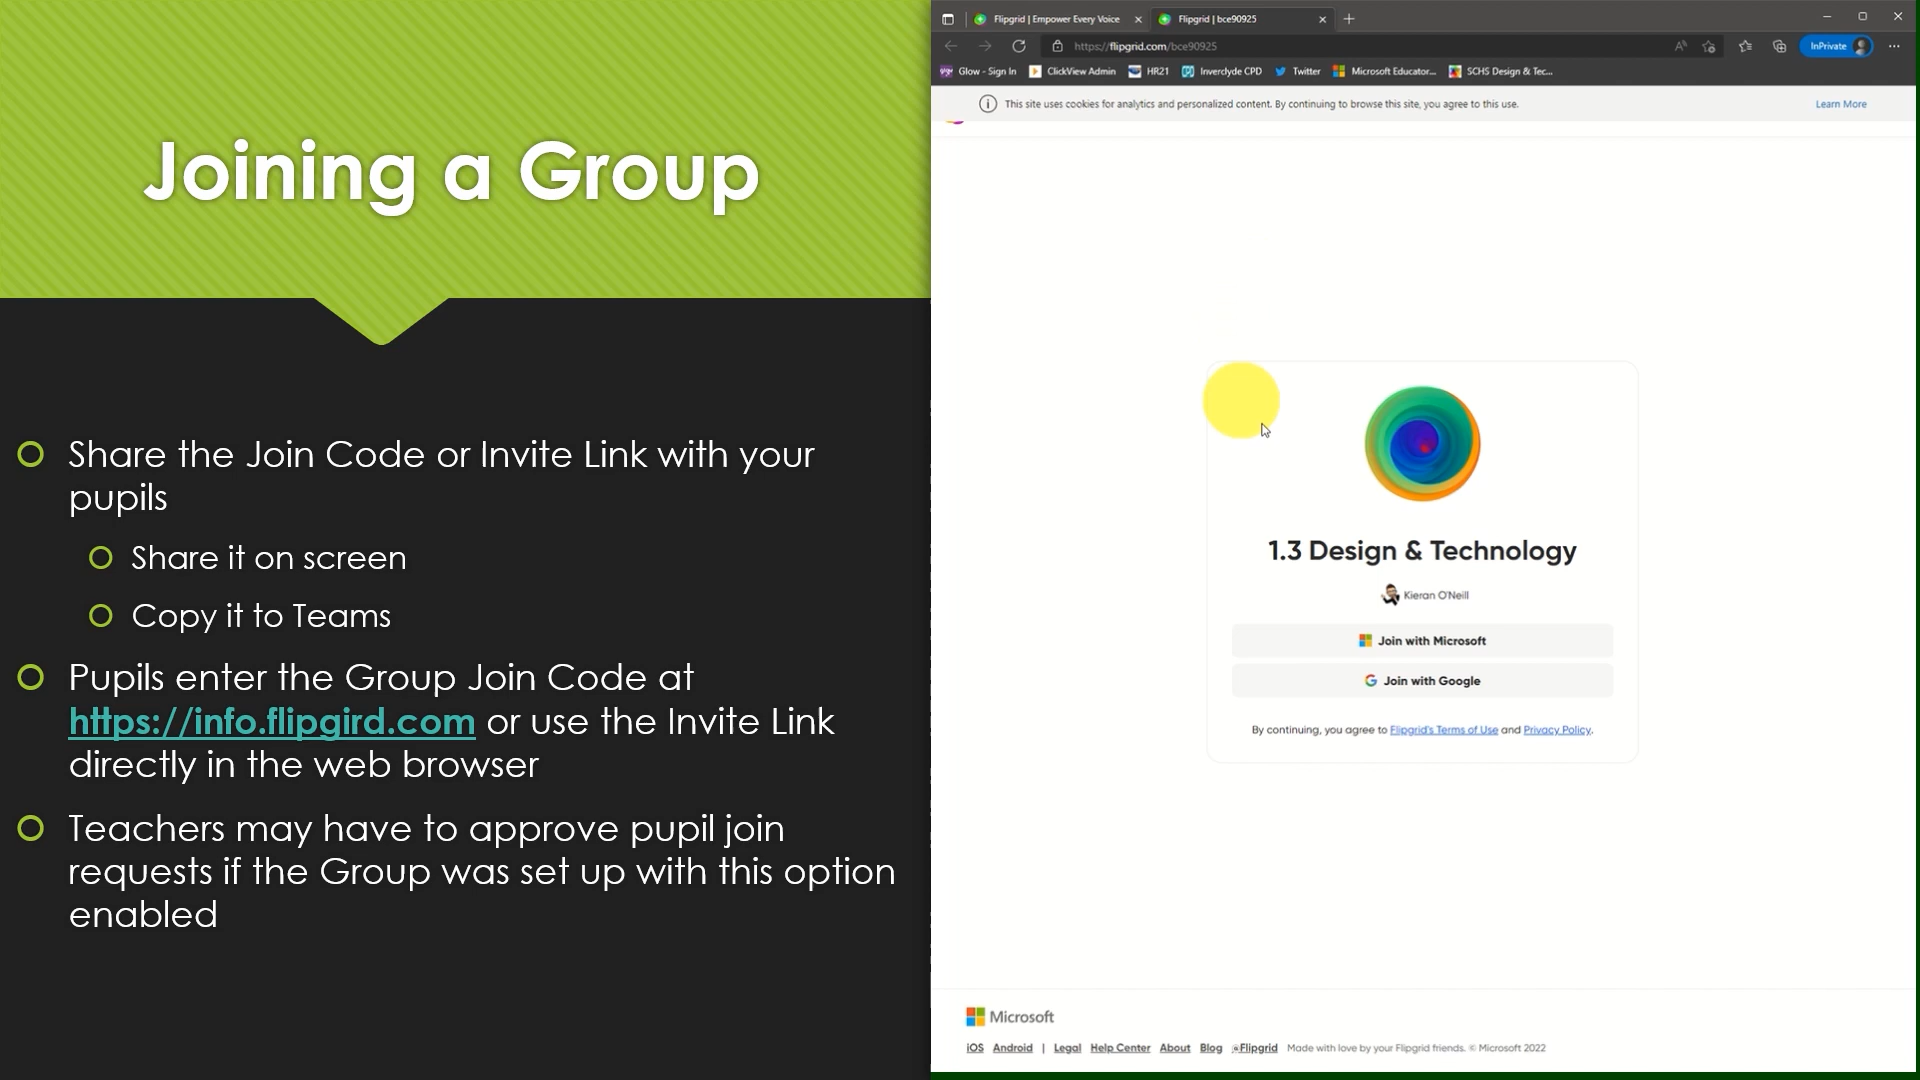 Joining a Group
Share the Join Code or Invite Link with your
pupils
Share it on screen
Copy it to Teams
Pupils enter the Group Join Code at
https://info.flipgird.com or use the Invite Link
directly in the web browser
Teachers may have to approve pupil join
requests if the Group was set up with this option
enabled
Flipgrid | Empower Every Voice
Flipgrid | bce90925
https://flipgrid.com/bce90925
InPrivate
Glow - Sign In
ClickView Admin
HR21
Inverclyde CPD
Twitter
Microsoft Educator...
SCHS Design & Tec...
This site uses cookies for analytics and personalized content. By continuing to browse this site, you agree to this use.
Learn More
1.3 Design & Technology
Kieran O'Neill
Join with Microsoft
Join with Google
By continuing, you agree to Flipgrid's Terms of Use and Privacy Policy.
Microsoft
iOS Android | Legal Help Center About Blog @Flipgrid Made with love by your Flipgrid friends. © Microsoft 2022